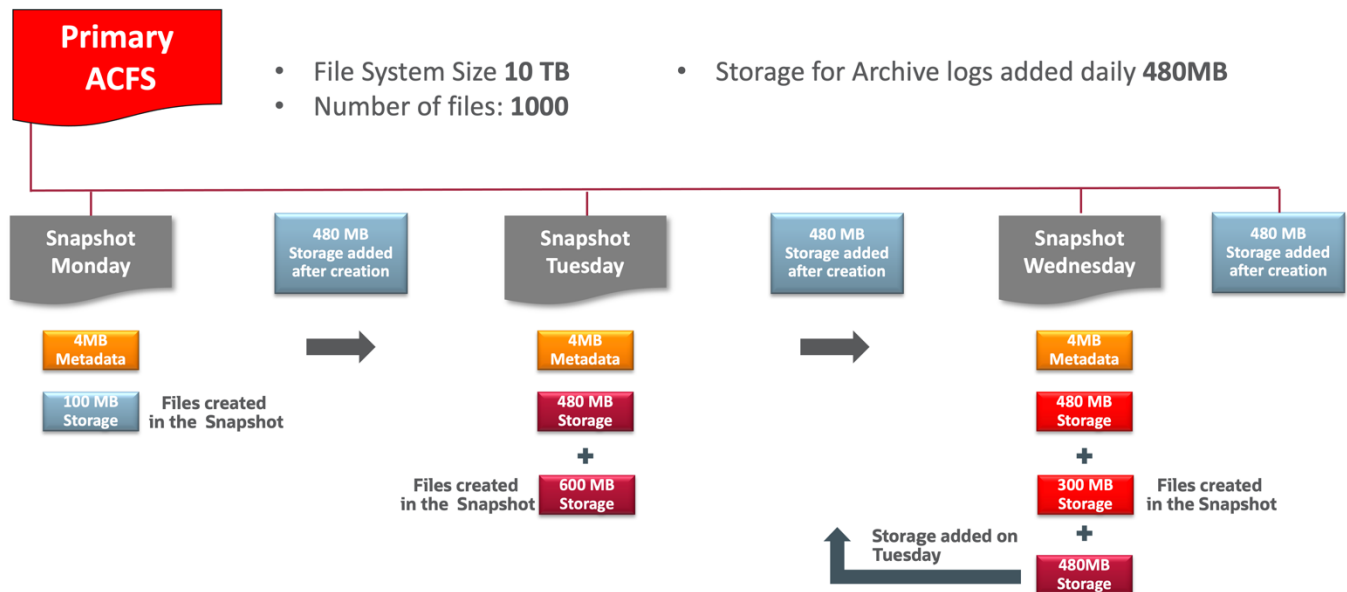 Primary
ACFS
• File System Size 10 TB
• Number of files: 1000
• Storage for Archive logs added daily 480MB
Snapshot
Monday
480 MB
Storage added
after creation
Snapshot
Tuesday
480 MB
Storage added
after creation
Snapshot
Wednesday
480 MB
Storage added
after creation
4MB
Metadata
100 MB
Storage
Files created
in the Snapshot
4MB
Metadata
480 MB
Storage
+
Files created
in the Snapshot
600 MB
Storage
4MB
Metadata
480 MB
Storage
+
300 MB
Storage
Files created
in the Snapshot
+
Storage added on
Tuesday
480MB
Storage